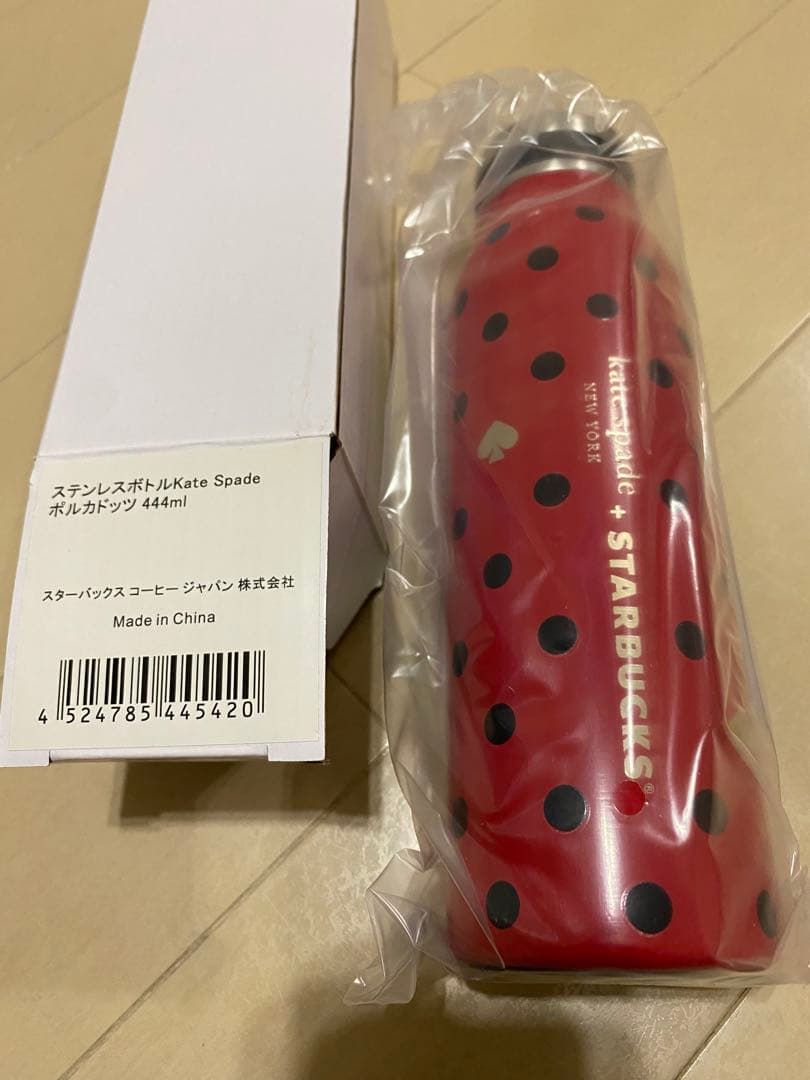 ステンレスボトルKate Spade
ポルカドッツ 444ml
スターバックス コーヒー ジャパン 株式会社
Made in China
4 524785 445420
kate spade + STARBUCKS®
NEW YORK